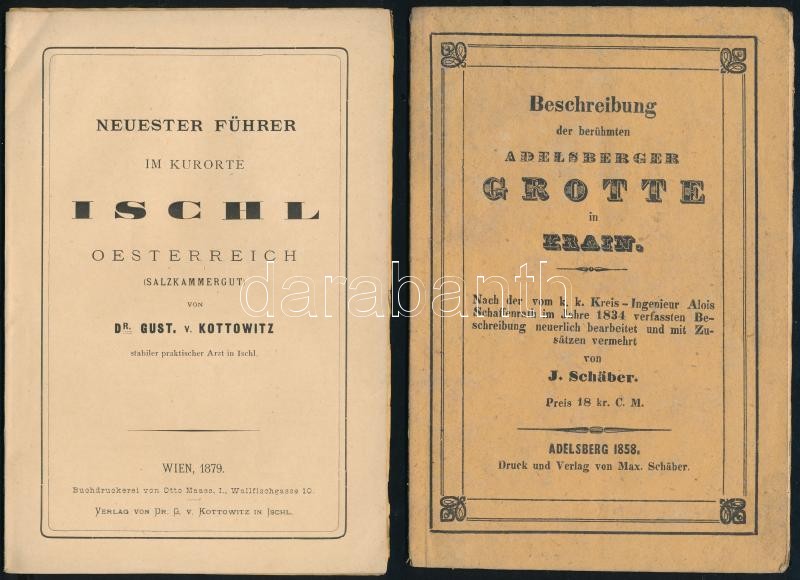 NEUESTER FÜHRER
IM KURORTE
ISCHL
OESTERREICH
(SALZKAMMERGUT)
VON
DR. GUST. V. KOTTOWITZ
stabiler praktischer Arzt in Ischl.
WIEN, 1879.
Buchdruckerei von Otto Maass, I., Wallfischgasse 10.
VERLAG VON DR. G. V. KOTTOWITZ IN ISCHL.
Beschreibung
der berühmten
ADELSBERGER
GROTTE
in
KRAIN.
Nach der vom k. k. Kreis-Ingenieur Alois
Schaffenrath im Jahre 1834 verfassten Be-
schreibung neuerlich bearbeitet und mit Zu-
sätzen vermehrt
von
J. Schäber.
Preis 18 kr. C. M.
ADELSBERG 1858.
Druck und Verlag von Max. Schäber.
darabanth